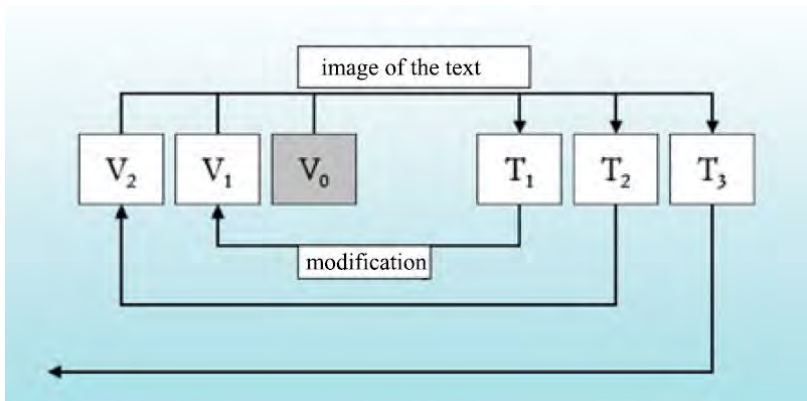 image of the text
V₂ V₁ V₀ T₁ T₂ T₃
modification